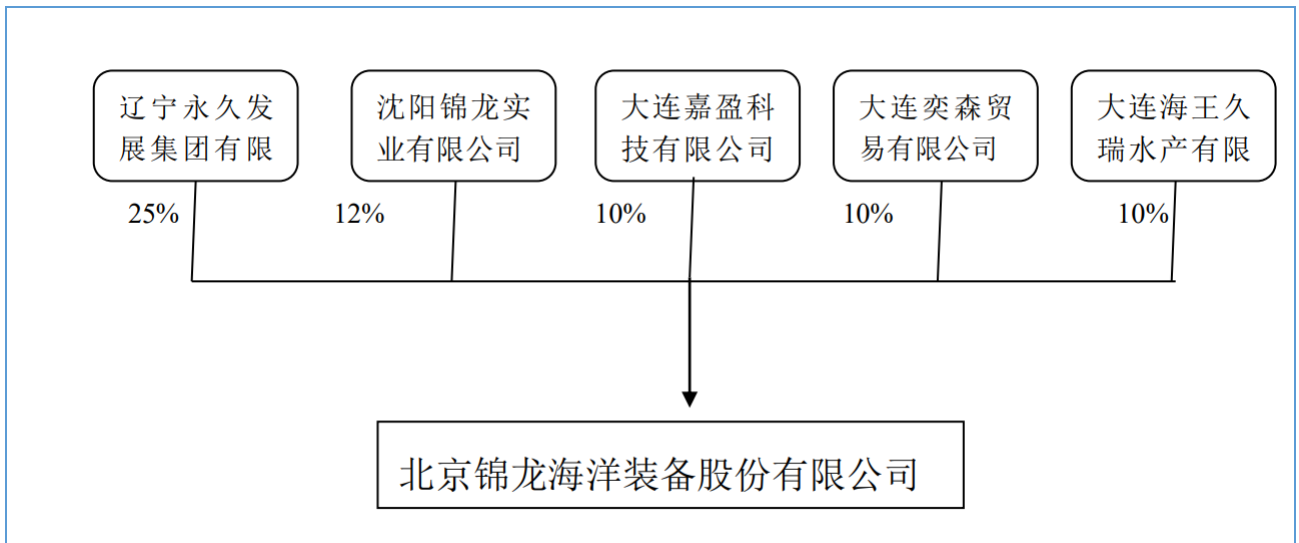 辽宁永久发
展集团有限
沈阳锦龙实
业有限公司
大连嘉盈科
技有限公司
大连奕森贸
易有限公司
大连海王久
瑞水产有限
25%
12%
10%
10%
10%
北京锦龙海洋装备股份有限公司